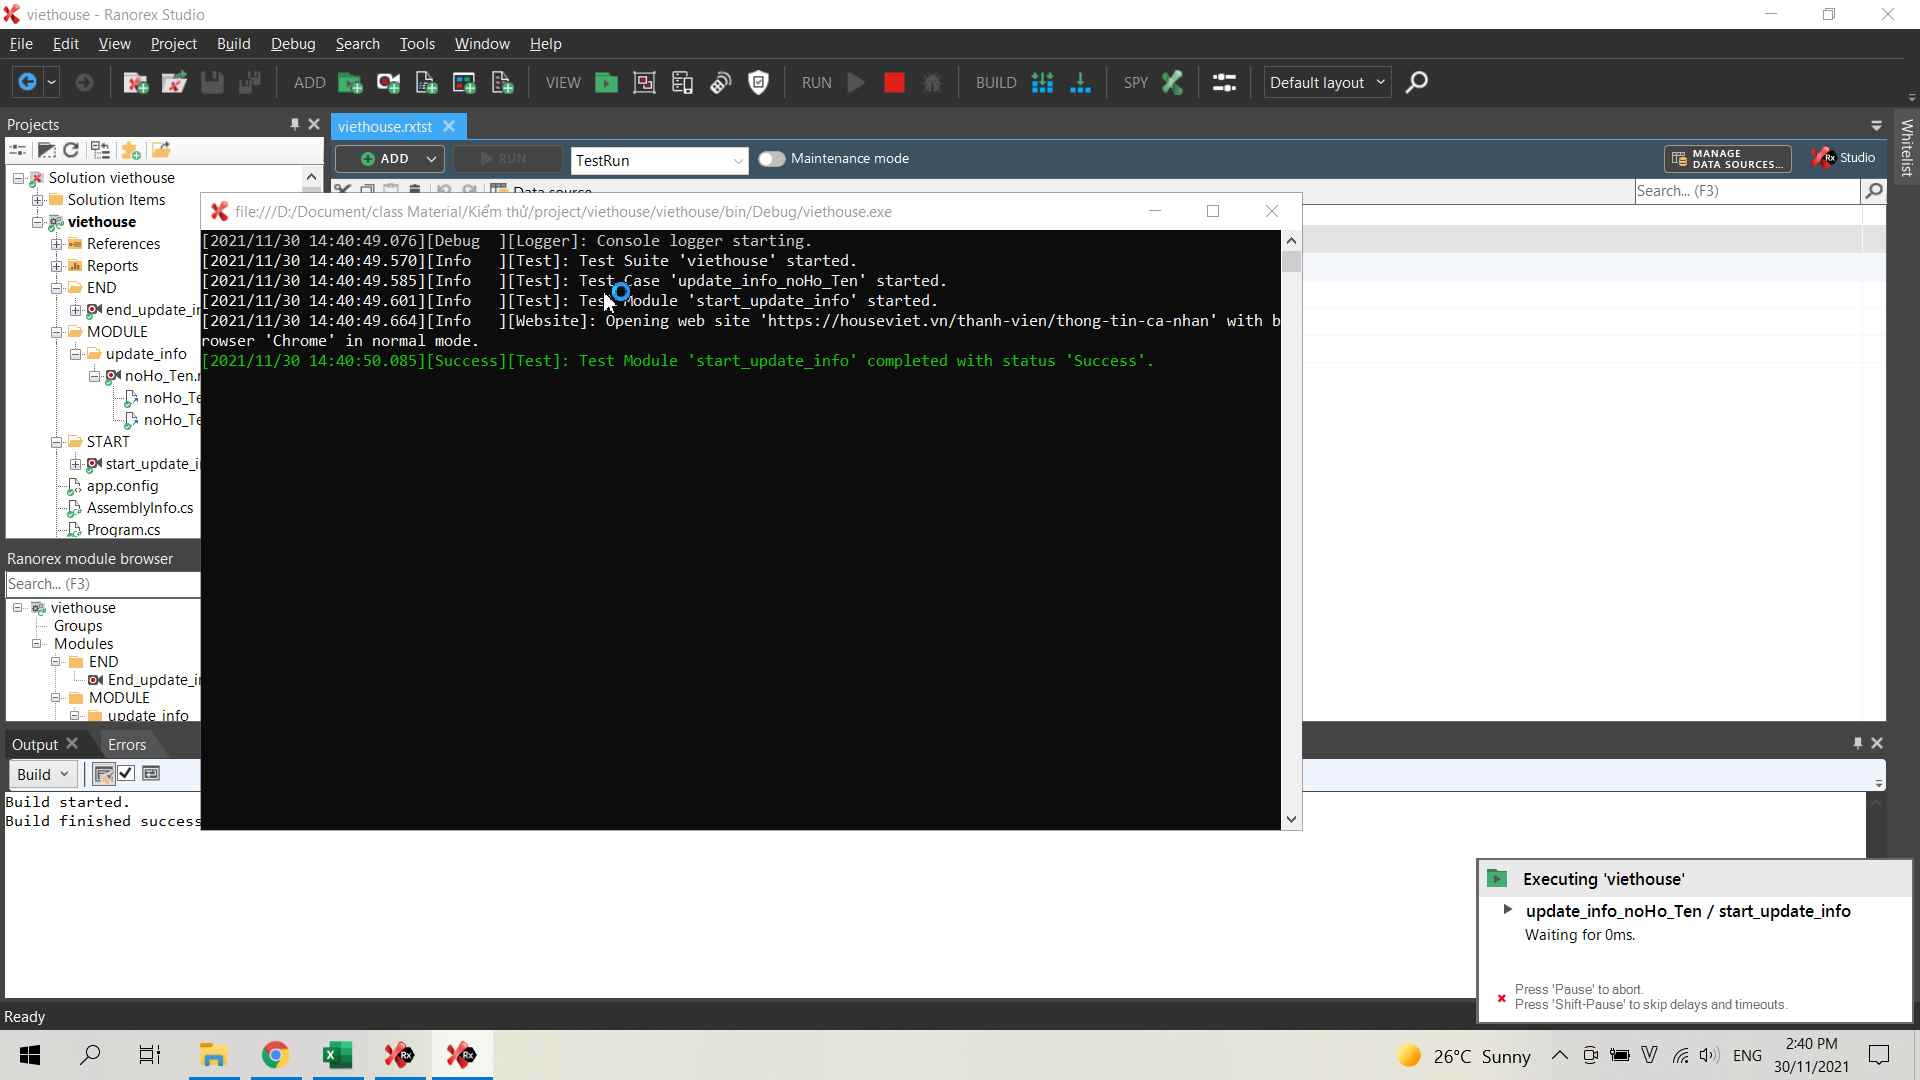 viethouse - Ranorex Studio
File Edit View Project Build Debug Search Tools Window Help
ADD VIEW RUN BUILD SPY Default layout
Projects
viethouse.rxtst
Whitelist
ADD RUN TestRun Maintenance mode MANAGE DATA SOURCES... Rx Studio
Data source
Search... (F3)
Solution viethouse
Solution Items
viethouse
References
Reports
END
end_update_in
MODULE
update_info
noHo_Ten.r
noHo_Te
noHo_Te
START
start_update_i
app.config
AssemblyInfo.cs
Program.cs
file:///D:/Document/class Material/Kiểm thử/project/viethouse/viethouse/bin/Debug/viethouse.exe
[2021/11/30 14:40:49.076][Debug  ][Logger]: Console logger starting.
[2021/11/30 14:40:49.570][Info   ][Test]: Test Suite 'viethouse' started.
[2021/11/30 14:40:49.585][Info   ][Test]: Test Case 'update_info_noHo_Ten' started.
[2021/11/30 14:40:49.601][Info   ][Test]: Test Module 'start_update_info' started.
[2021/11/30 14:40:49.664][Info   ][Website]: Opening web site 'https://houseviet.vn/thanh-vien/thong-tin-ca-nhan' with b
rowser 'Chrome' in normal mode.
[2021/11/30 14:40:50.085][Success][Test]: Test Module 'start_update_info' completed with status 'Success'.
Ranorex module browser
Search... (F3)
viethouse
Groups
Modules
END
End_update_in
MODULE
update_info
Output Errors
Build
Build started.
Build finished success
Executing 'viethouse'
update_info_noHo_Ten / start_update_info
Waiting for 0ms.
Press 'Pause' to abort.
Press 'Shift-Pause' to skip delays and timeouts.
Ready
26°C Sunny
ENG
2:40 PM
30/11/2021